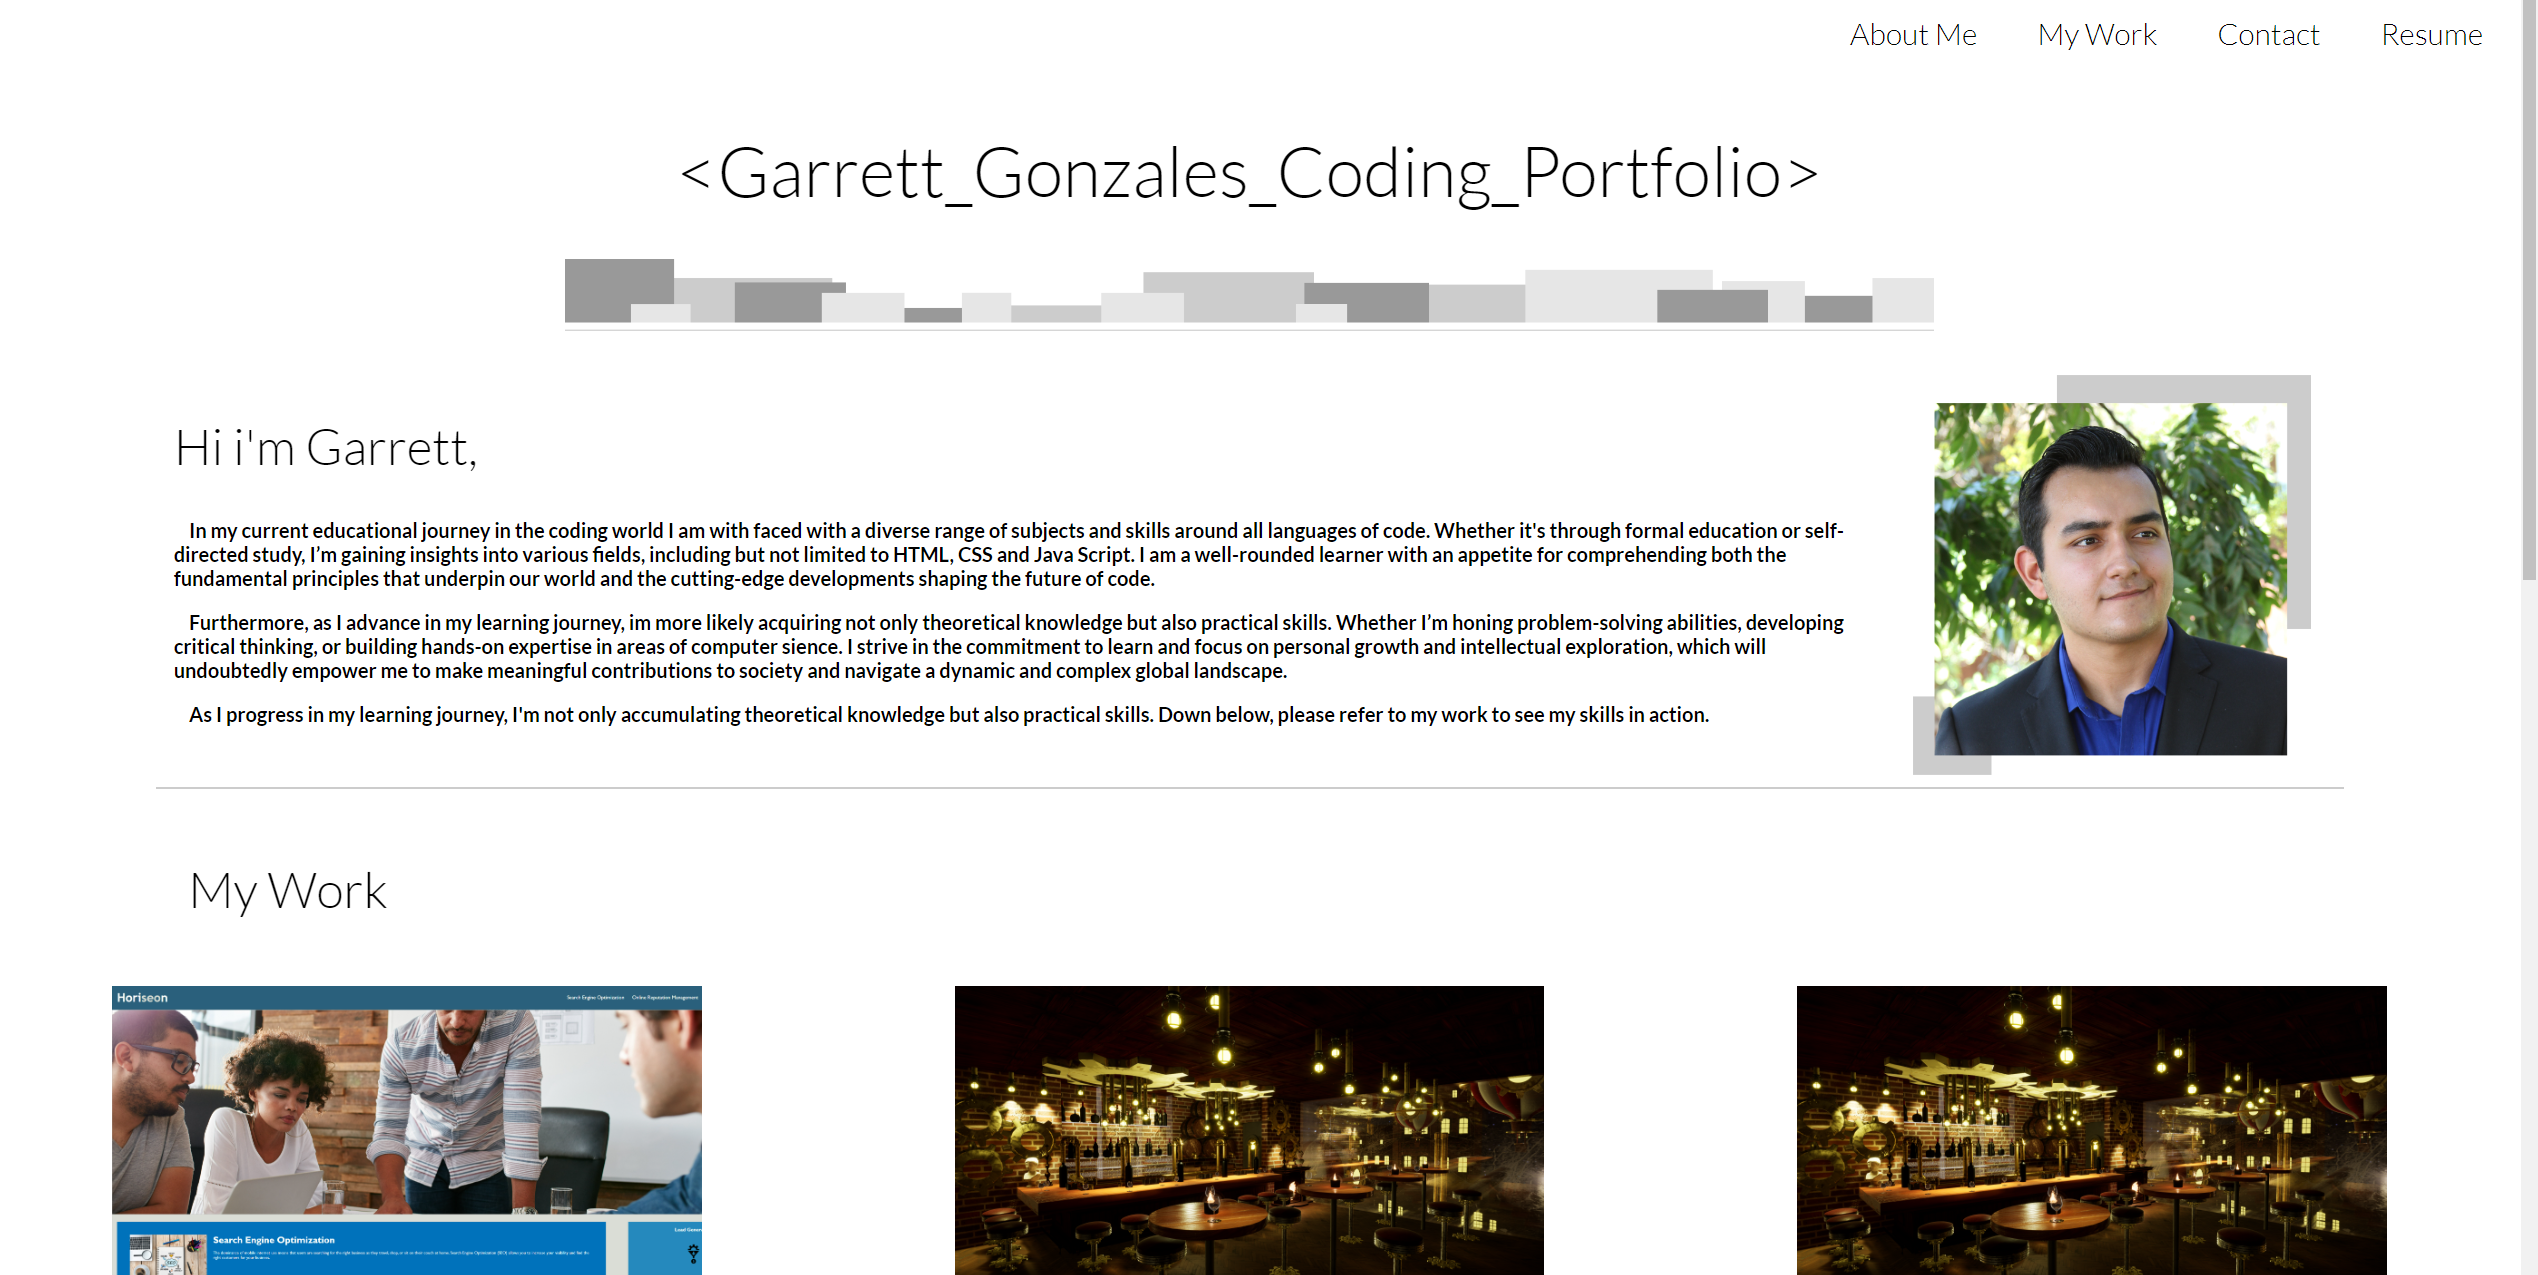 About Me My Work Contact Resume
<Garrett_Gonzales_Coding_Portfolio>
Hi i'm Garrett,
In my current educational journey in the coding world I am with faced with a diverse range of subjects and skills around all languages of code. Whether it's through formal education or self-
directed study, I’m gaining insights into various fields, including but not limited to HTML, CSS and Java Script. I am a well-rounded learner with an appetite for comprehending both the
fundamental principles that underpin our world and the cutting-edge developments shaping the future of code.
Furthermore, as I advance in my learning journey, im more likely acquiring not only theoretical knowledge but also practical skills. Whether I’m honing problem-solving abilities, developing
critical thinking, or building hands-on expertise in areas of computer sience. I strive in the commitment to learn and focus on personal growth and intellectual exploration, which will
undoubtedly empower me to make meaningful contributions to society and navigate a dynamic and complex global landscape.
As I progress in my learning journey, I'm not only accumulating theoretical knowledge but also practical skills. Down below, please refer to my work to see my skills in action.
My Work
Horiseon Search Engine Optimization Online Reputation Management
Search Engine Optimization